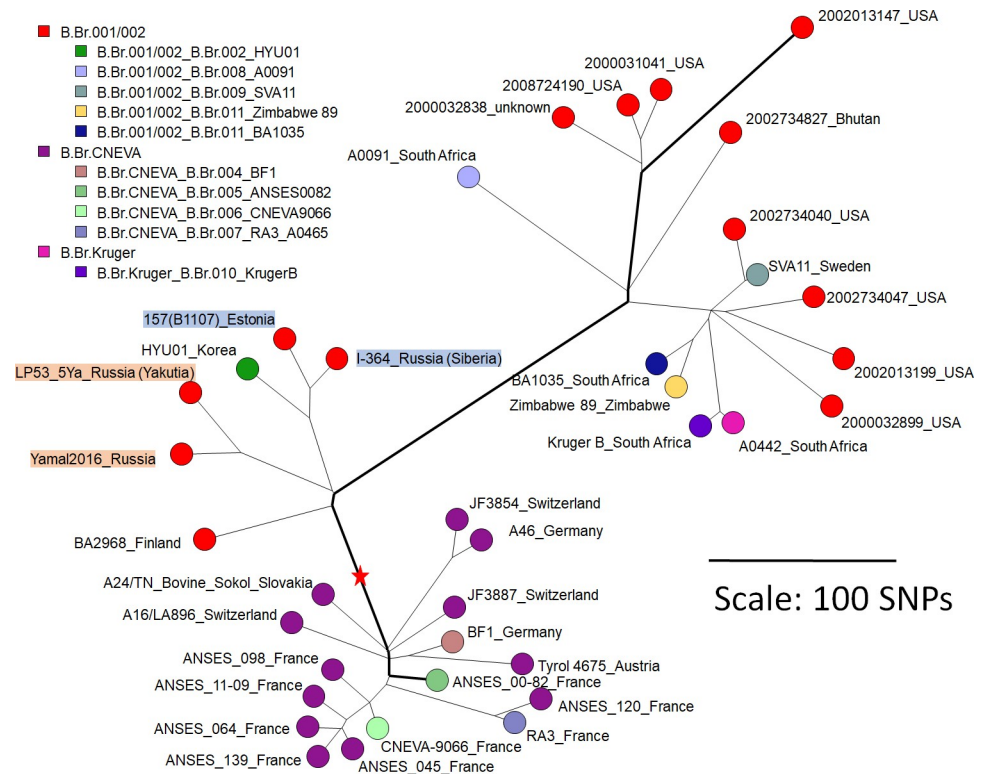 B.Br.001/002
B.Br.001/002_B.Br.002_HYU01
B.Br.001/002_B.Br.008_A0091
B.Br.001/002_B.Br.009_SVA11
B.Br.001/002_B.Br.011_Zimbabwe 89
B.Br.001/002_B.Br.011_BA1035
B.Br.CNEVA
B.Br.CNEVA_B.Br.004_BF1
B.Br.CNEVA_B.Br.005_ANSES0082
B.Br.CNEVA_B.Br.006_CNEVA9066
B.Br.CNEVA_B.Br.007_RA3_A0465
B.Br.Kruger
B.Br.Kruger_B.Br.010_KrugerB
2002013147_USA
2000031041_USA
2008724190_USA
2000032838_unknown
2002734827_Bhutan
A0091_South Africa
2002734040_USA
SVA11_Sweden
2002734047_USA
157(B1107)_Estonia
HYU01_Korea
I-364_Russia (Siberia)
LP53_5Ya_Russia (Yakutia)
2002013199_USA
BA1035_South Africa
Zimbabwe 89_Zimbabwe
2000032899_USA
Kruger B_South Africa
A0442_South Africa
Yamal2016_Russia
BA2968_Finland
JF3854_Switzerland
A46_Germany
A24/TN_Bovine_Sokol_Slovakia
JF3887_Switzerland
A16/LA896_Switzerland
BF1_Germany
Scale: 100 SNPs
ANSES_098_France
Tyrol 4675_Austria
ANSES_11-09_France
ANSES_00-82_France
ANSES_120_France
ANSES_064_France
RA3_France
CNEVA-9066_France
ANSES_139_France
ANSES_045_France